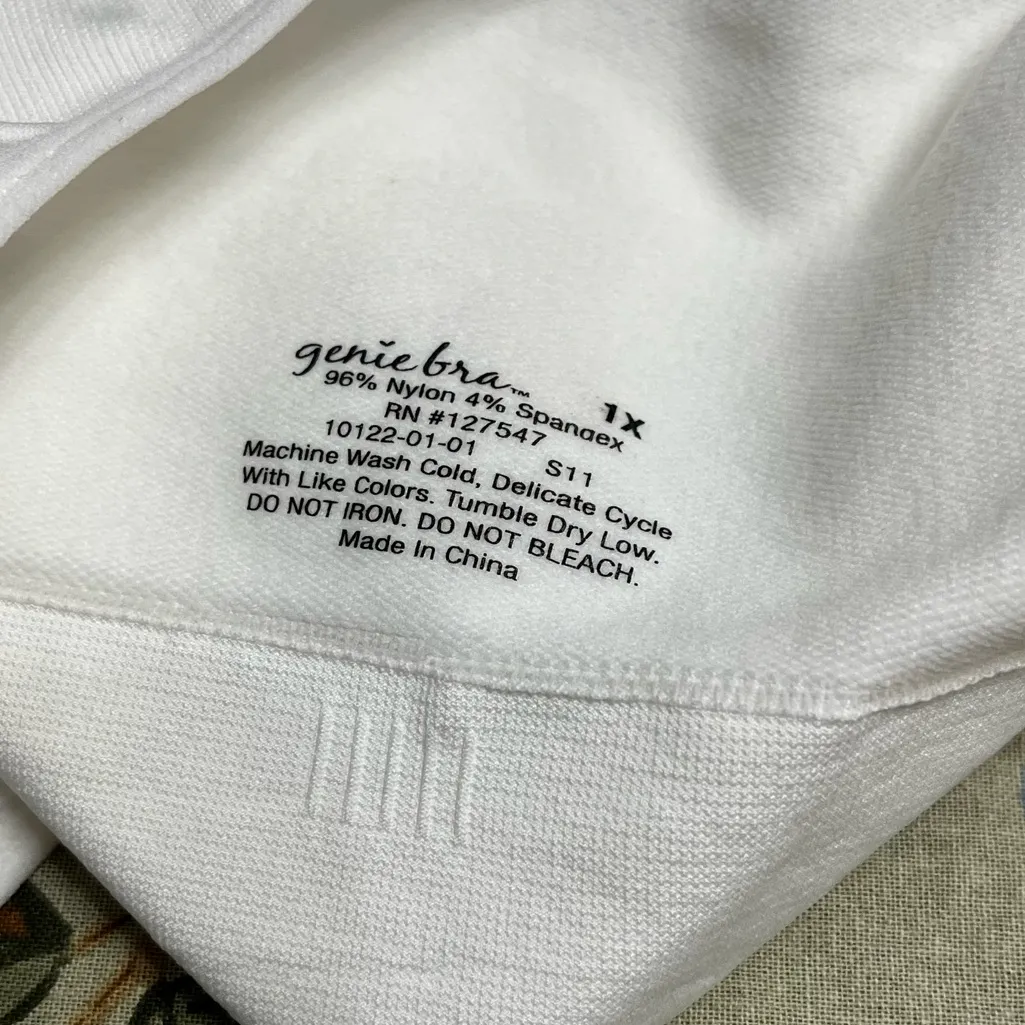 genie bra™ 1X
96% Nylon 4% Spandex
RN #127547
10122-01-01 S11
Machine Wash Cold, Delicate Cycle
With Like Colors. Tumble Dry Low.
DO NOT IRON. DO NOT BLEACH.
Made In China